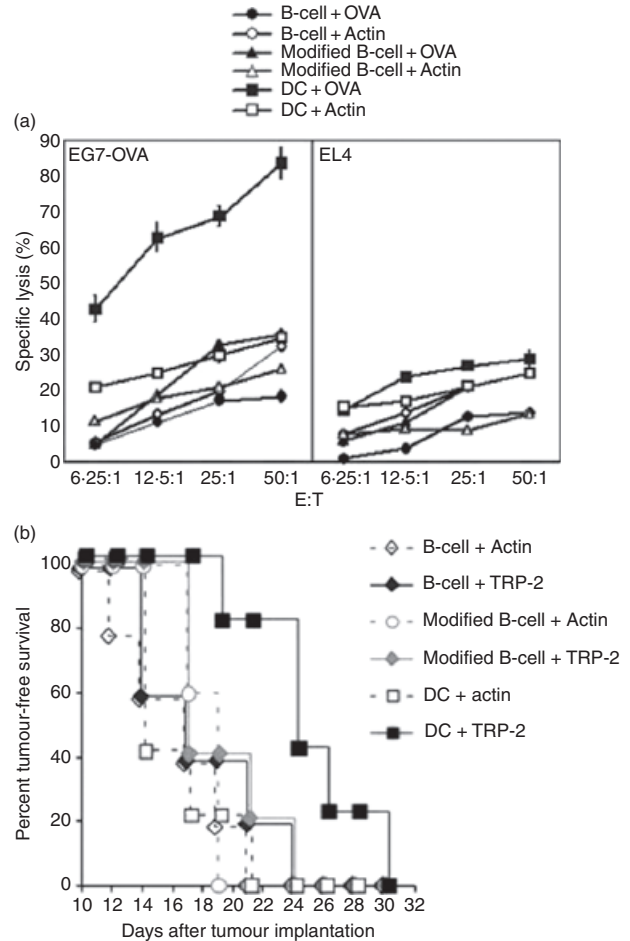 B-cell + OVA
B-cell + Actin
Modified B-cell + OVA
Modified B-cell + Actin
DC + OVA
DC + Actin
(a)
EG7-OVA
EL4
90
80
70
60
50
40
30
20
10
0
Specific lysis (%)
6·25:1 12·5:1 25:1 50:1 6·25:1 12·5:1 25:1 50:1
E:T
(b)
B-cell + Actin
B-cell + TRP-2
Modified B-cell + Actin
Modified B-cell + TRP-2
DC + actin
DC + TRP-2
100
80
60
40
20
0
Percent tumour-free survival
10 12 14 16 18 20 22 24 26 28 30 32
Days after tumour implantation